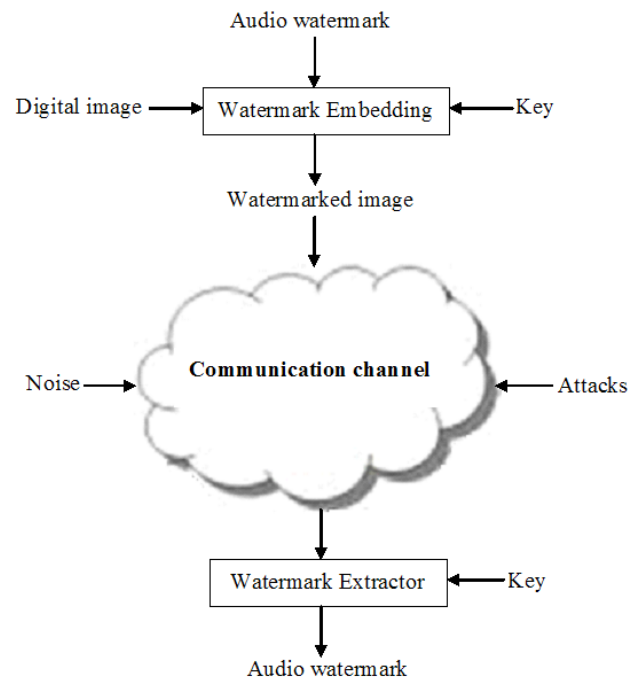 Audio watermark
Digital image
Watermark Embedding
Key
Watermarked image
Communication channel
Noise
Attacks
Watermark Extractor
Key
Audio watermark